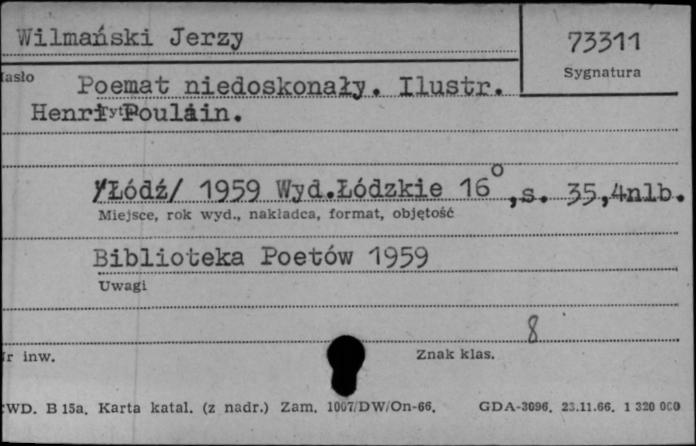 Wilmański Jerzy
73311
Sygnatura
Poemat niedoskonały. Ilustr.
Henri Poulain.
/Łódź/ 1959 Wyd.Łódzkie 16°,s. 35,4nlb.
Miejsce, rok wyd., nakładca, format, objętość
Biblioteka Poetów 1959
Uwagi
8
Nr inw.
Znak klas.
CWD. B 15a. Karta katal. (z nadr.) Zam. 1007/DW/On-66. GDA-3096. 23.11.66. 1 320 000